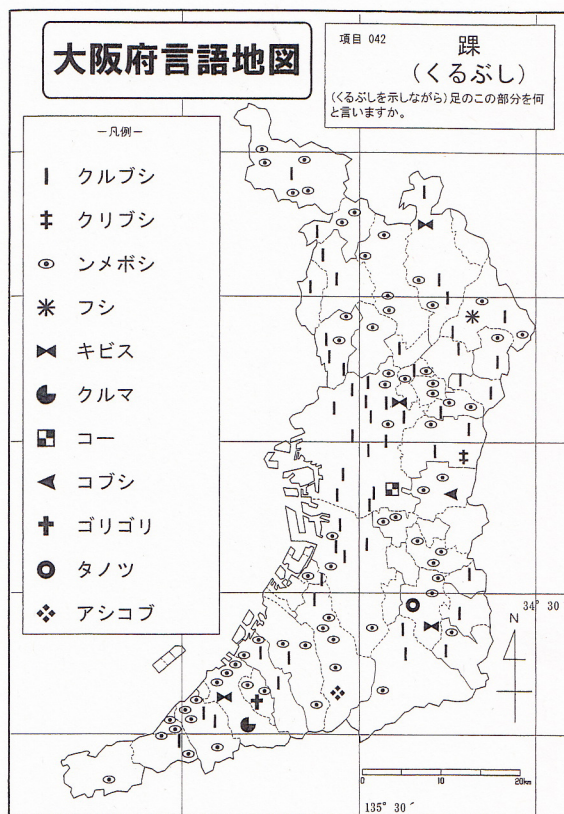 大阪府言語地図
項目 042
踝
(くるぶし)
(くるぶしを示しながら)足のこの部分を何
と言いますか。
－凡例－
クルブシ
クリブシ
ンメボシ
フシ
キビス
クルマ
コー
コブシ
ゴリゴリ
タノツ
アシコブ
34° 30
N
0 10 20km
135° 30 ′